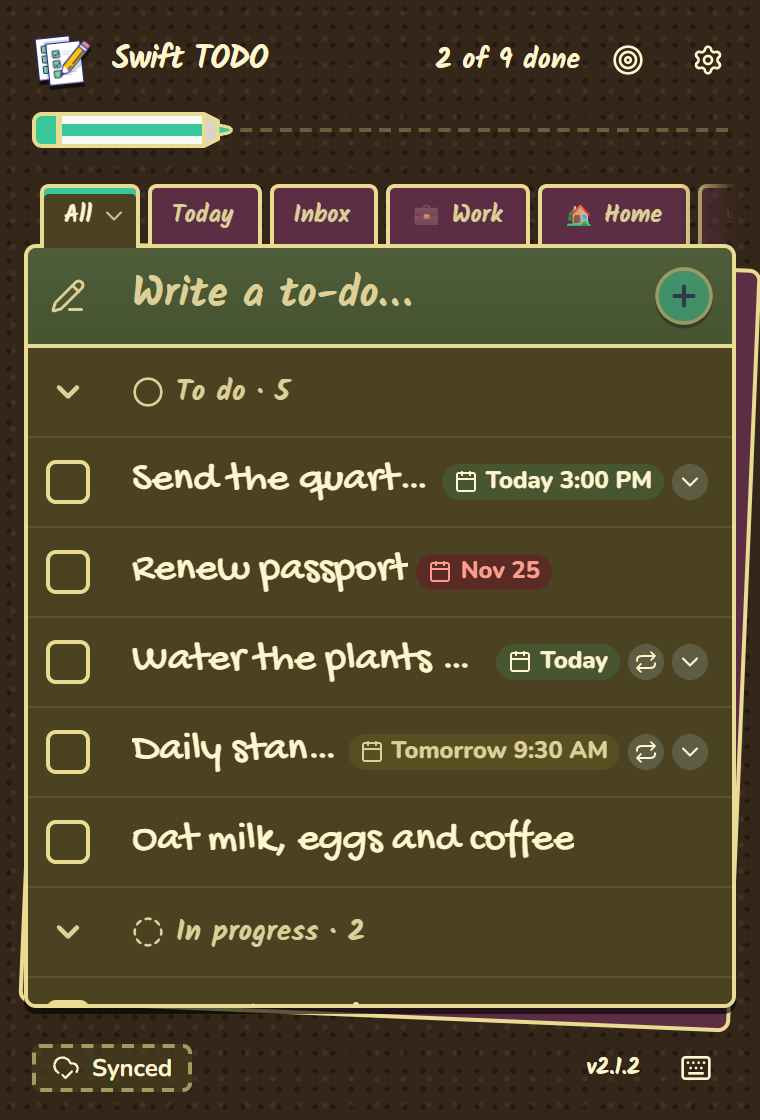 Swift TODO
2 of 9 done
All
Today
Inbox
Work
Home
Write a to-do...
To do · 5
Send the quart... Today 3:00 PM
Renew passport Nov 25
Water the plants ... Today
Daily stan... Tomorrow 9:30 AM
Oat milk, eggs and coffee
In progress · 2
Synced
v2.1.2